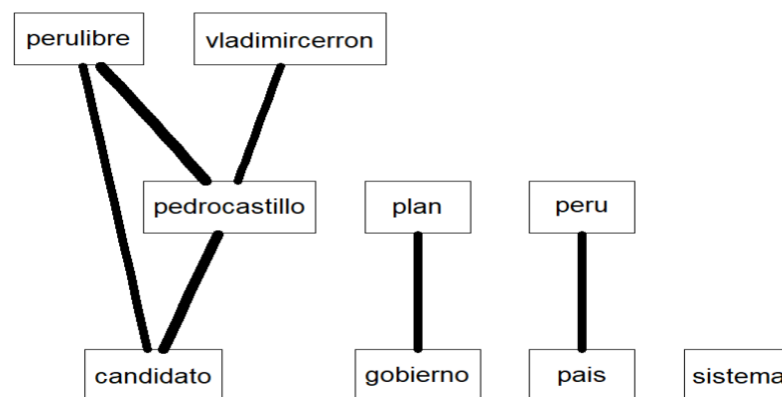 perulibre
vladimircerron
pedrocastillo
plan
peru
candidato
gobierno
pais
sistema